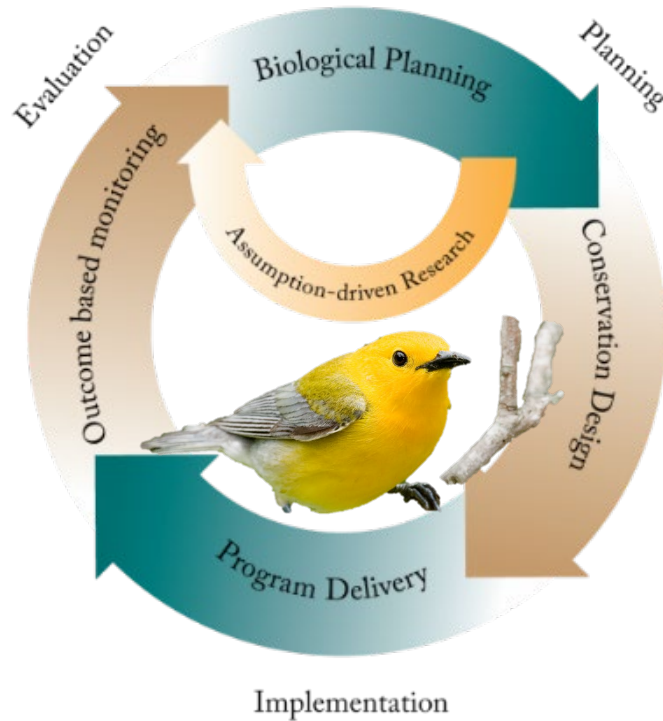 Evaluation
Planning
Biological Planning
Assumption-driven Research
Outcome based monitoring
Conservation Design
Program Delivery
Implementation